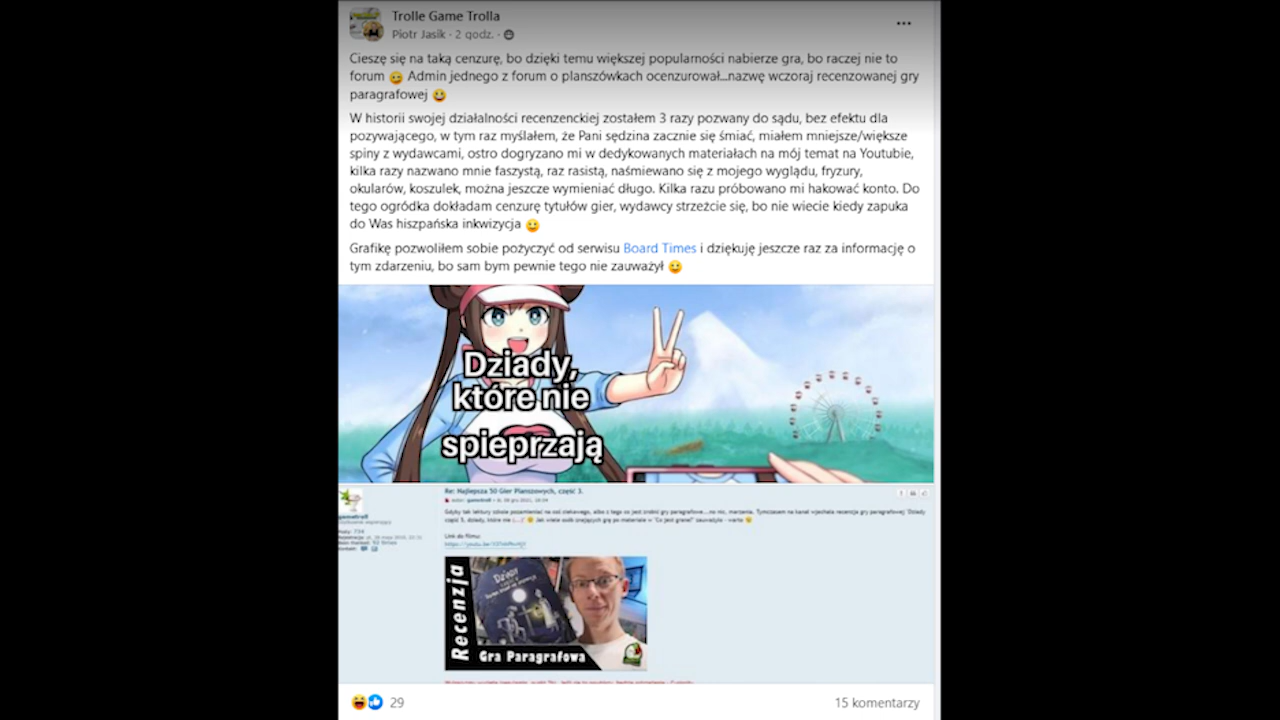 Trolle Game Trolla
Piotr Jasik · 2 godz. ·
Cieszę się na taką cenzurę, bo dzięki temu większej popularności nabierze gra, bo raczej nie to
forum 😄 Admin jednego z forum o planszówkach ocenzurował...nazwę wczoraj recenzowanej gry
paragrafowej 😄
W historii swojej działalności recenzenckiej zostałem 3 razy pozwany do sądu, bez efektu dla
pozywającego, w tym raz myślałem, że Pani sędzina zacznie się śmiać, miałem mniejsze/większe
spiny z wydawcami, ostro dogryzano mi w dedykowanych materiałach na mój temat na Youtubie,
kilka razy nazwano mnie faszystą, raz rasistą, naśmiewano się z mojego wyglądu, fryzury,
okularów, koszulek, można jeszcze wymieniać długo. Kilka razu próbowano mi hakować konto. Do
tego ogródka dokładam cenzurę tytułów gier, wydawcy strzeżcie się, bo nie wiecie kiedy zapuka
do Was hiszpańska inkwizycja 😀
Grafikę pozwoliłem sobie pożyczyć od serwisu Board Times i dziękuję jeszcze raz za informację o
tym zdarzeniu, bo sam bym pewnie tego nie zauważył 😀
Dziady,
które nie
spieprzają
Re: Najlepsza 50 Gier Planszowych, część 3.
gametroll
Link do filmu:
Recenzja
Gra Paragrafowa
29
15 komentarzy